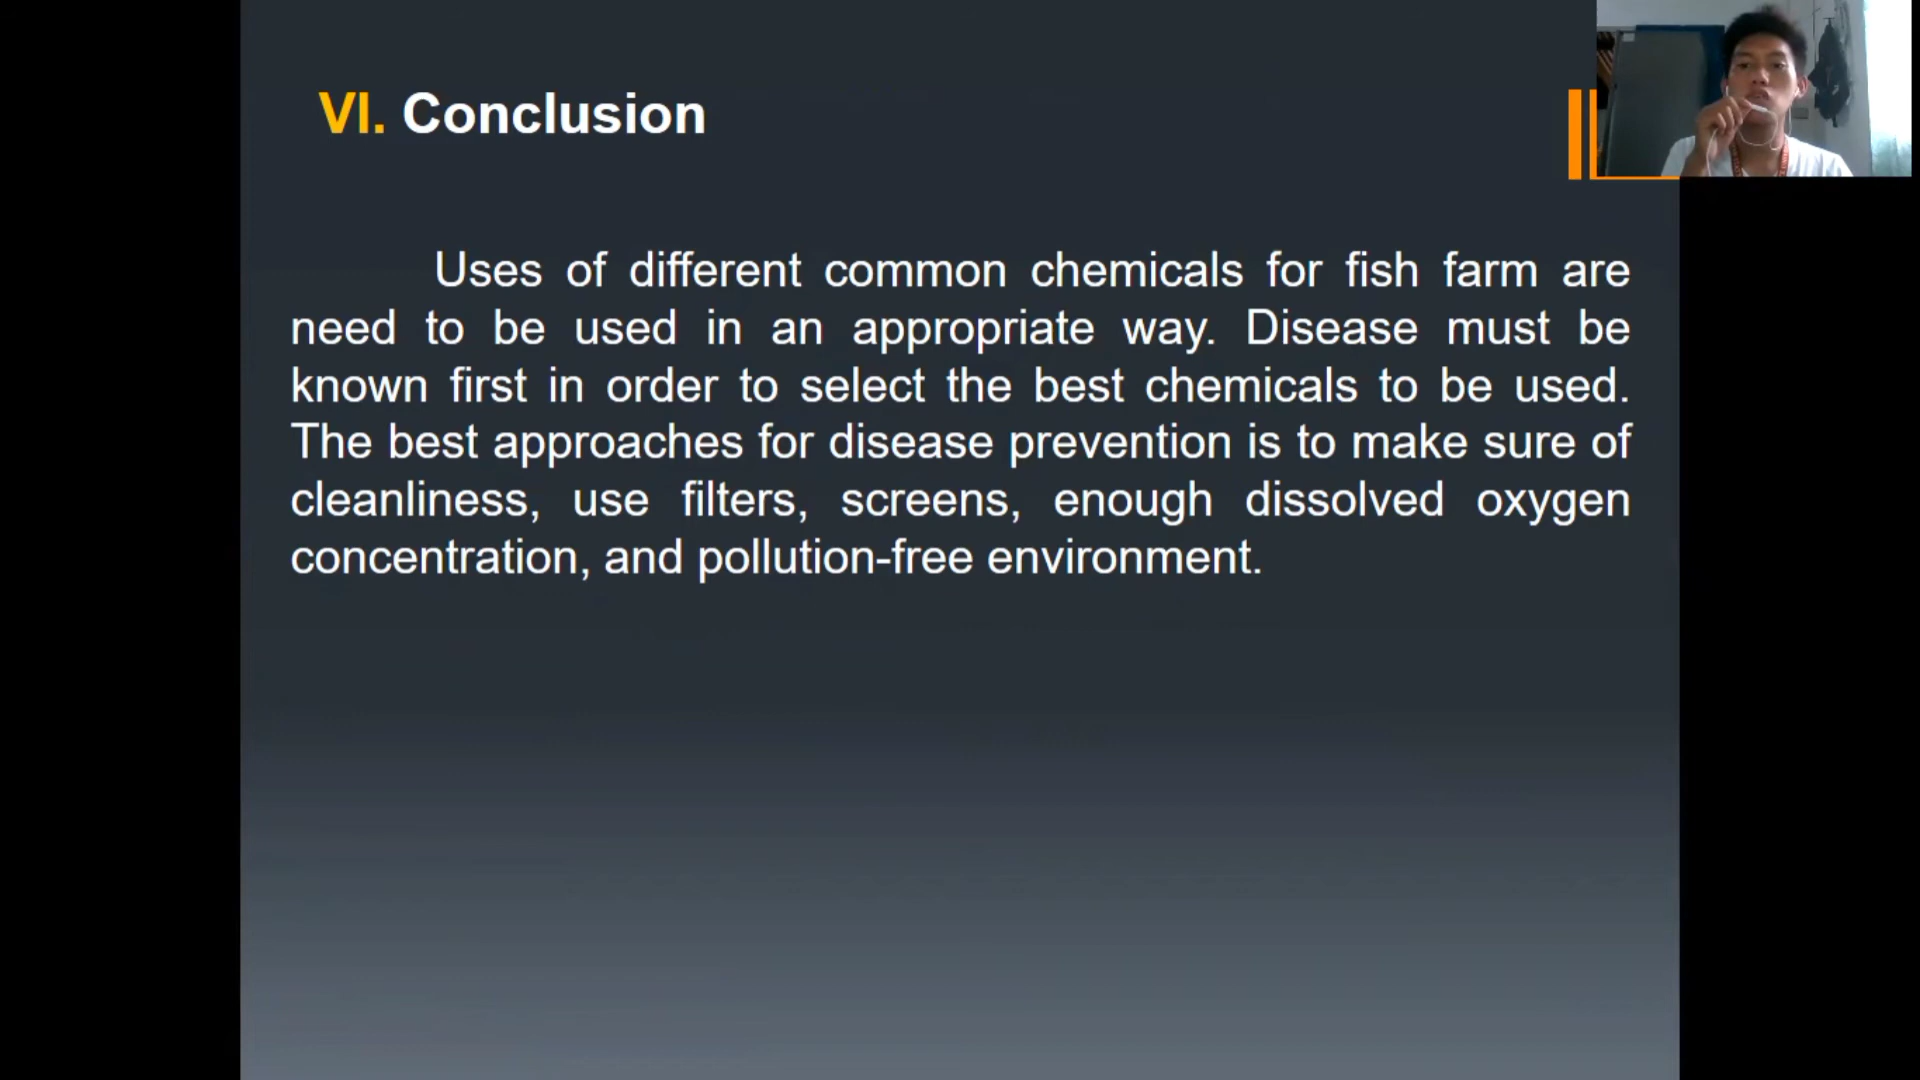 VI. Conclusion
Uses of different common chemicals for fish farm are
need to be used in an appropriate way. Disease must be
known first in order to select the best chemicals to be used.
The best approaches for disease prevention is to make sure of
cleanliness, use filters, screens, enough dissolved oxygen
concentration, and pollution-free environment.